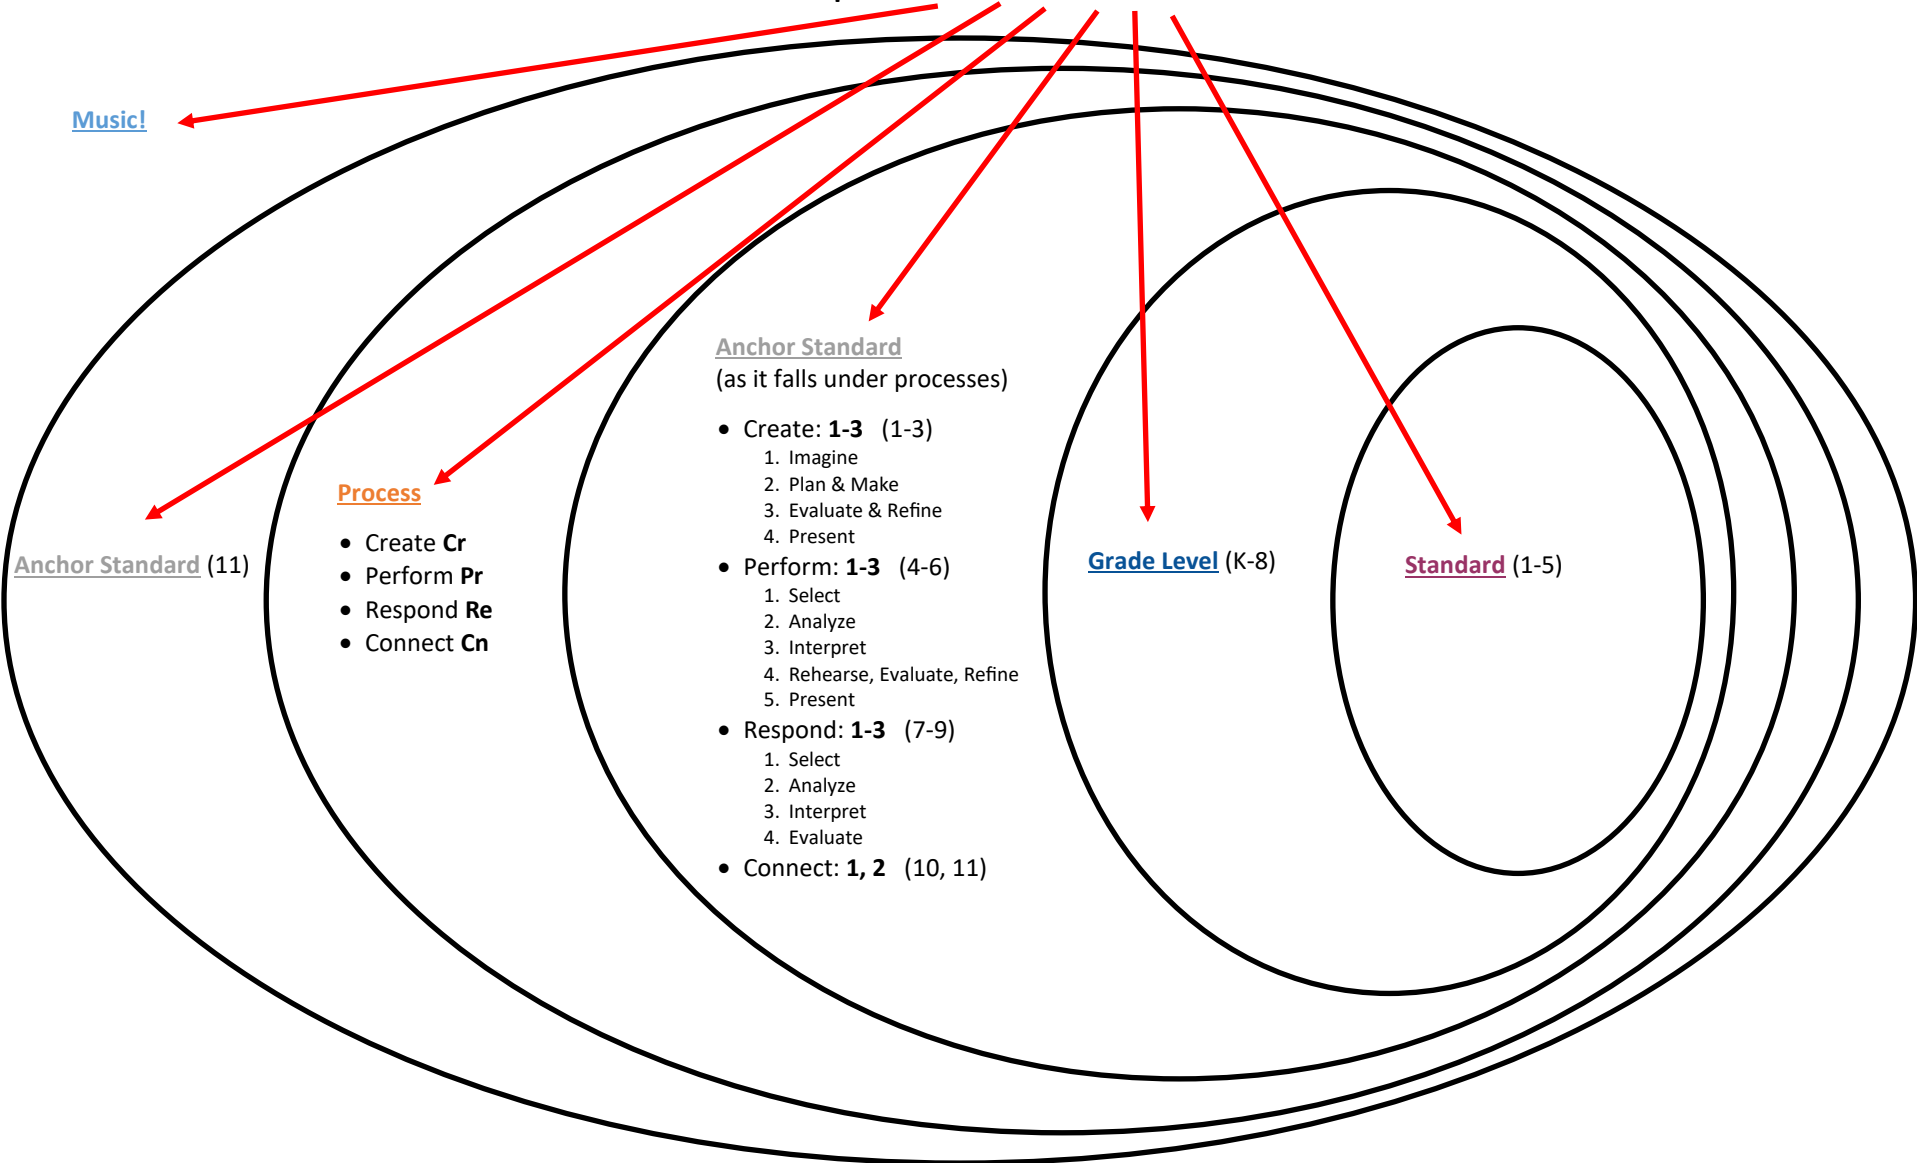 Music!
Anchor Standard (11)
Process
• Create Cr
• Perform Pr
• Respond Re
• Connect Cn
Anchor Standard
(as it falls under processes)
• Create: 1-3 (1-3)
1. Imagine
2. Plan & Make
3. Evaluate & Refine
4. Present
• Perform: 1-3 (4-6)
1. Select
2. Analyze
3. Interpret
4. Rehearse, Evaluate, Refine
5. Present
• Respond: 1-3 (7-9)
1. Select
2. Analyze
3. Interpret
4. Evaluate
• Connect: 1, 2 (10, 11)
Grade Level (K-8)
Standard (1-5)